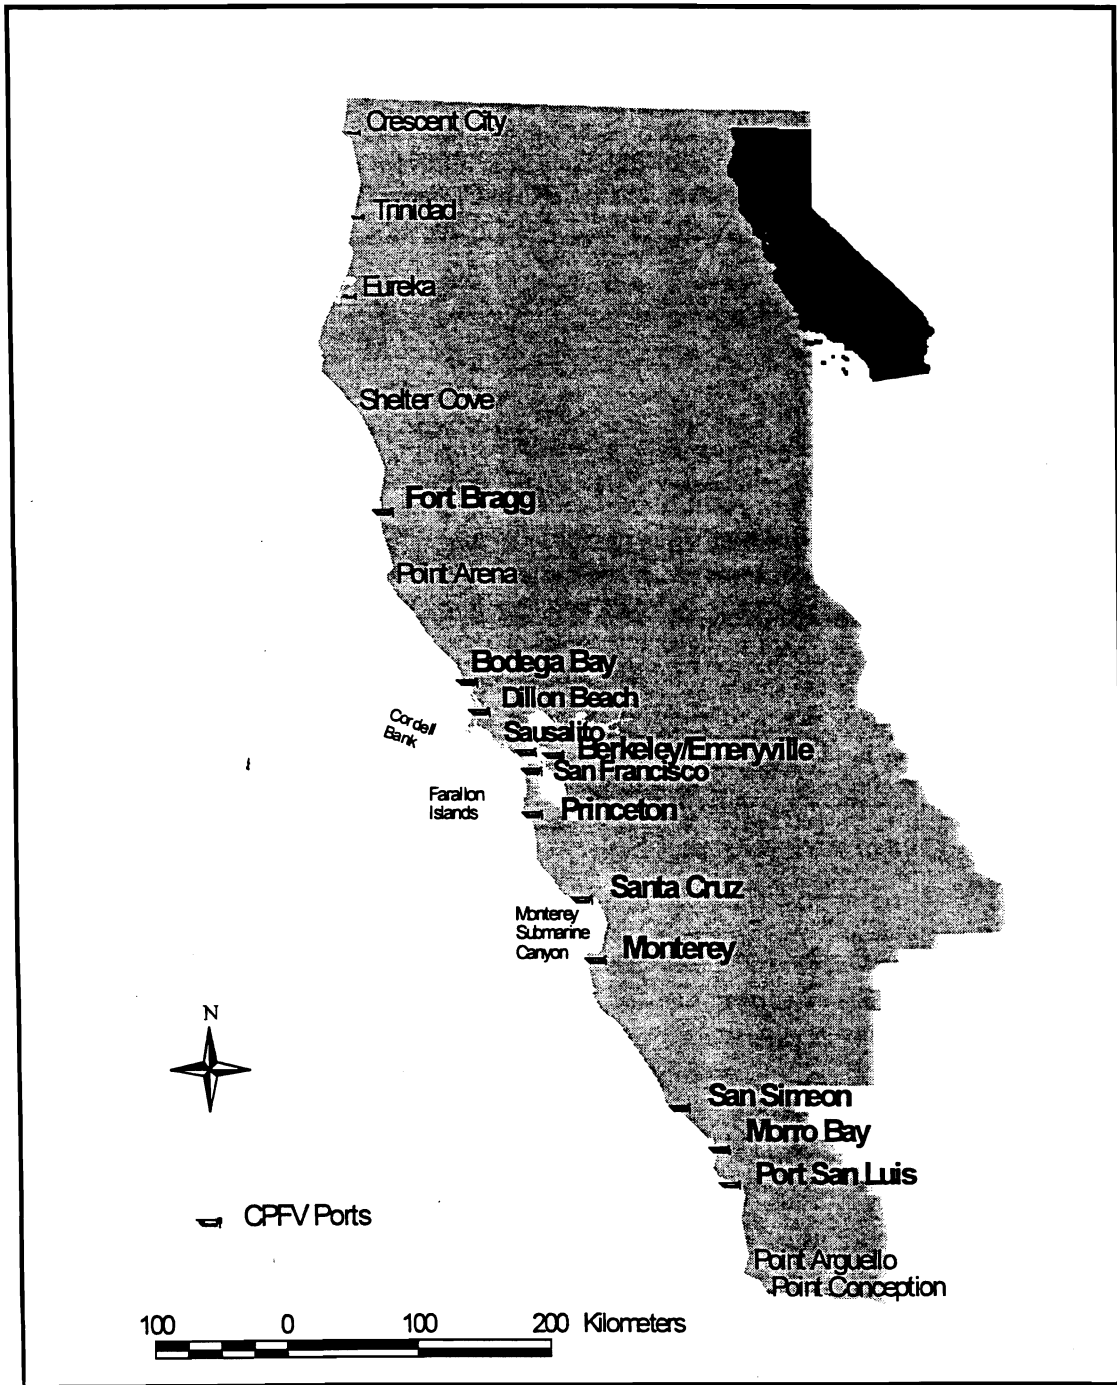 Crescent City
Trinidad
Eureka
Shelter Cove
Fort Bragg
Point Arena
Bodega Bay
Dillon Beach
Cordell
Bank
Sausalito
Berkeley/Emeryville
San Francisco
Farallon
Islands
Princeton
Santa Cruz
Monterey
Submarine
Canyon
Monterey
N
San Simeon
Morro Bay
Port San Luis
CPFV Ports
Point Arguello
Point Conception
100 0 100 200 Kilometers